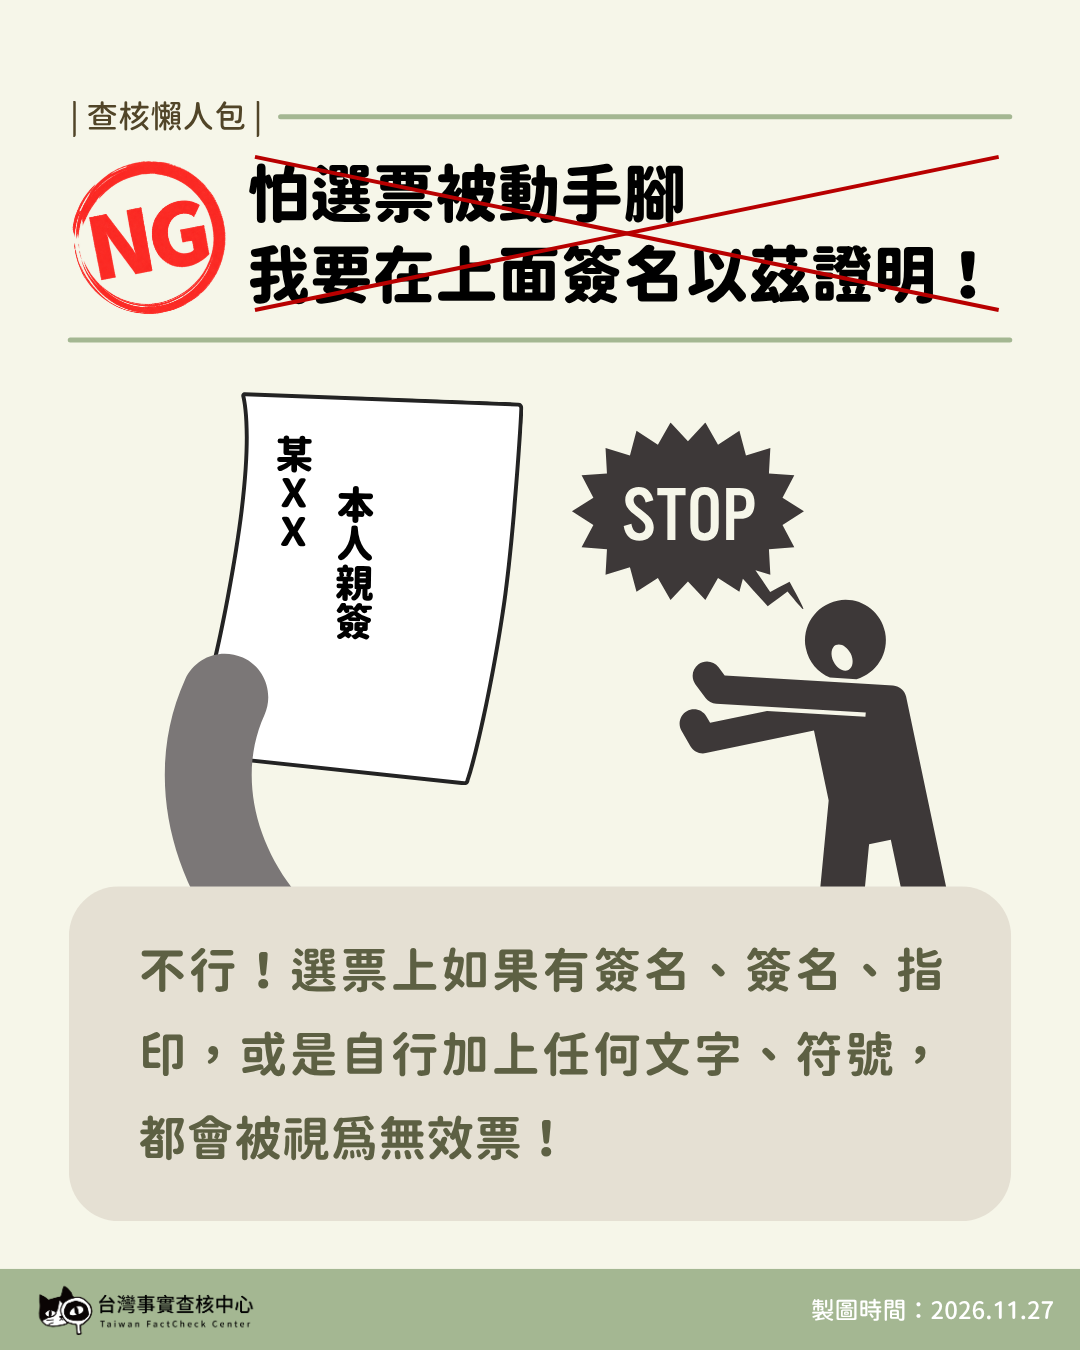 |查核懶人包|
NG
怕選票被動手腳
我要在上面簽名以茲證明！
本人親簽
某XX
STOP
不行！選票上如果有簽名、簽名、指
印，或是自行加上任何文字、符號，
都會被視為無效票！
台灣事實查核中心
Taiwan FactCheck Center
製圖時間：2026.11.27